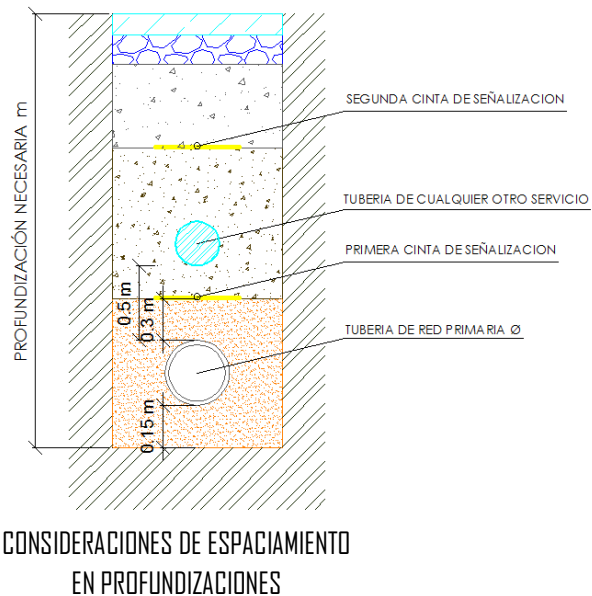 PROFUNDIZACIÓN NECESARIA m
SEGUNDA CINTA DE SEÑALIZACION
TUBERIA DE CUALQUIER OTRO SERVICIO
PRIMERA CINTA DE SEÑALIZACION
0.5 m
0.3 m
TUBERIA DE RED PRIMARIA Ø
0.15 m
CONSIDERACIONES DE ESPACIAMIENTO
EN PROFUNDIZACIONES